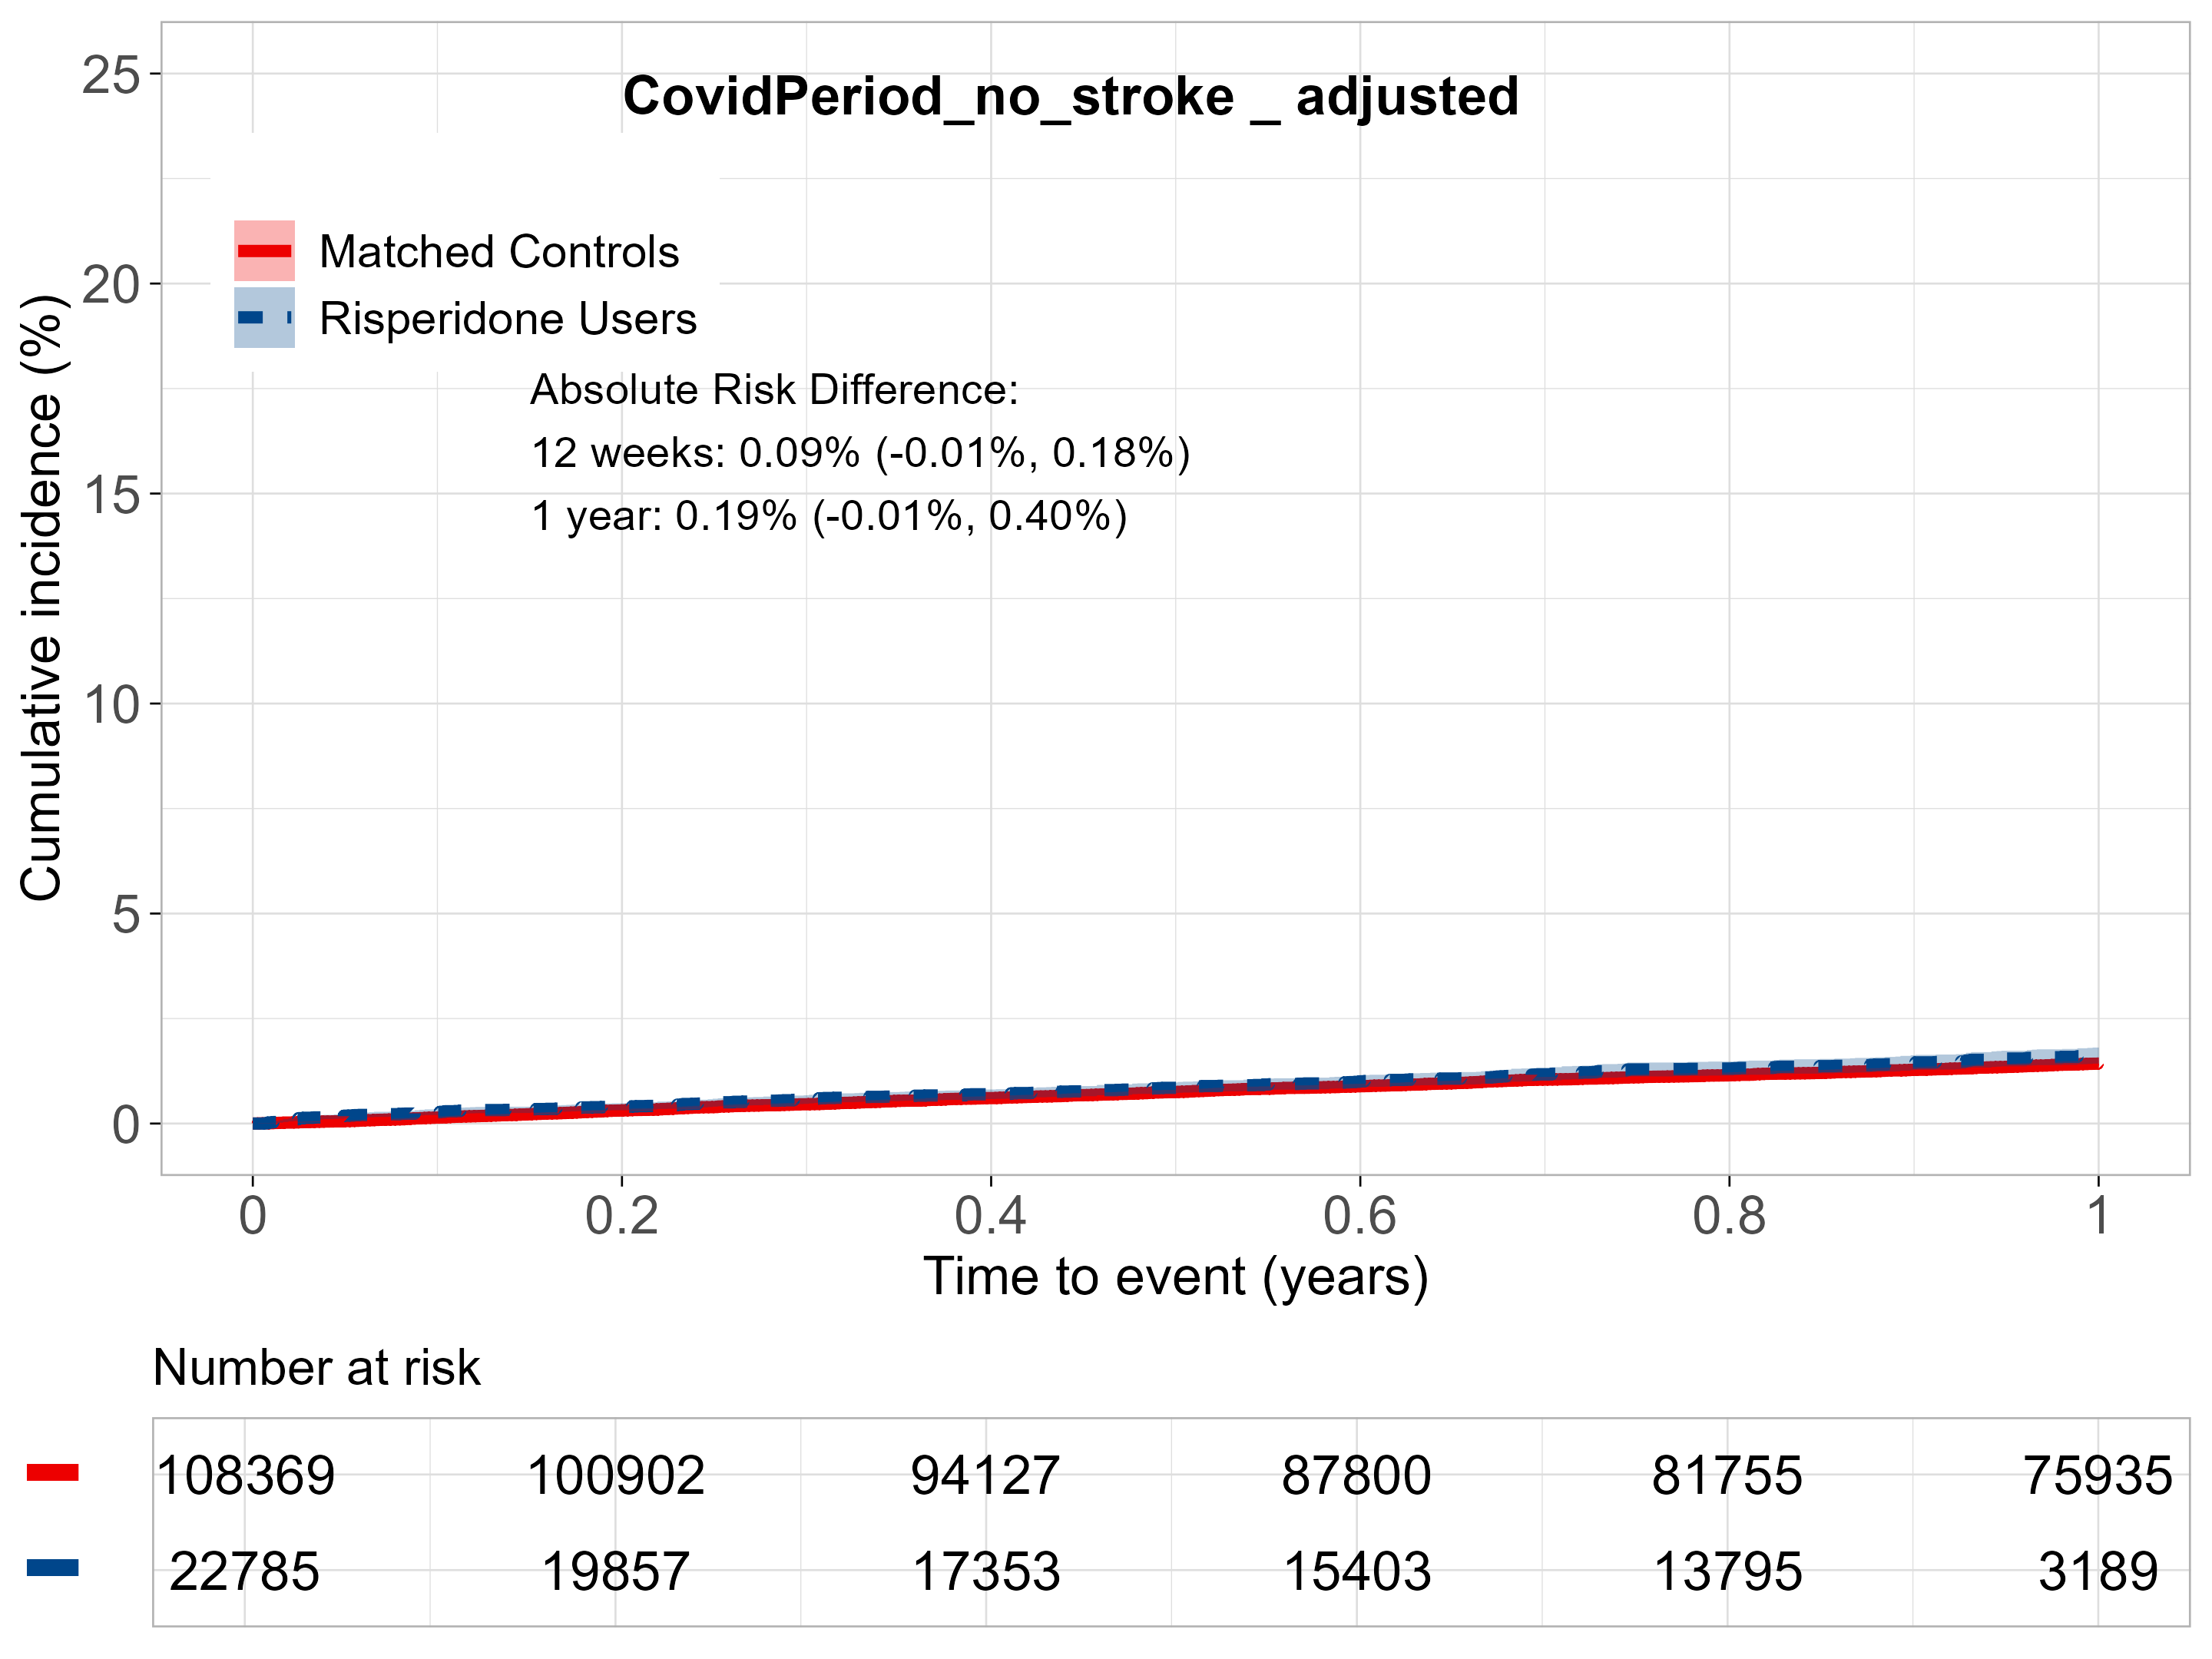 CovidPeriod_no_stroke _ adjusted
25
20
15
10
5
0
Cumulative incidence (%)
Matched Controls
Risperidone Users
Absolute Risk Difference:
12 weeks: 0.09% (-0.01%, 0.18%)
1 year: 0.19% (-0.01%, 0.40%)
0 0.2 0.4 0.6 0.8 1
Time to event (years)
Number at risk
108369 100902 94127 87800 81755 75935
22785 19857 17353 15403 13795 3189